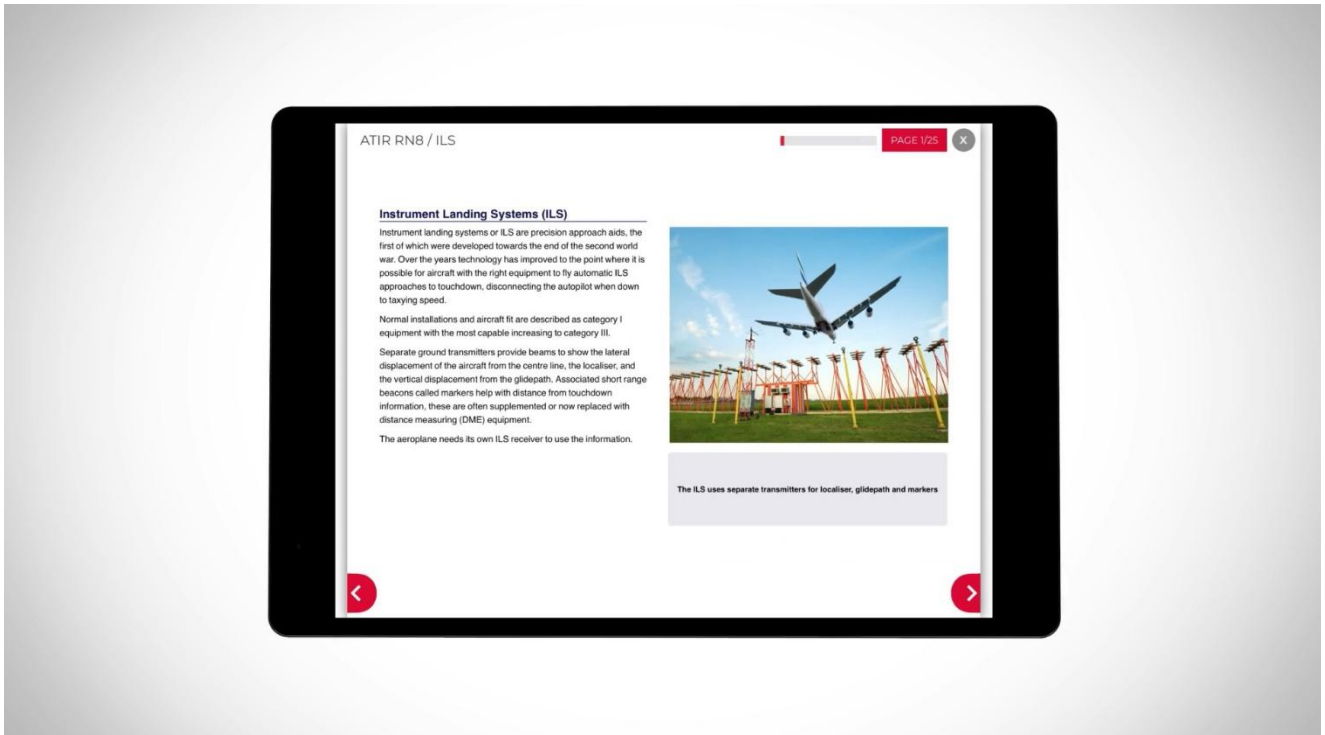 ATIR RN8 / ILS
PAGE 1/25
X
Instrument Landing Systems (ILS)
Instrument landing systems or ILS are precision approach aids, the
first of which were developed towards the end of the second world
war. Over the years technology has improved to the point where it is
possible for aircraft with the right equipment to fly automatic ILS
approaches to touchdown, disconnecting the autopilot when down
to taxying speed.
Normal installations and aircraft fit are described as category I
equipment with the most capable increasing to category III.
Separate ground transmitters provide beams to show the lateral
displacement of the aircraft from the centre line, the localiser, and
the vertical displacement from the glidepath. Associated short range
beacons called markers help with distance from touchdown
information, these are often supplemented or now replaced with
distance measuring (DME) equipment.
The aeroplane needs its own ILS receiver to use the information.
The ILS uses separate transmitters for localiser, glidepath and markers